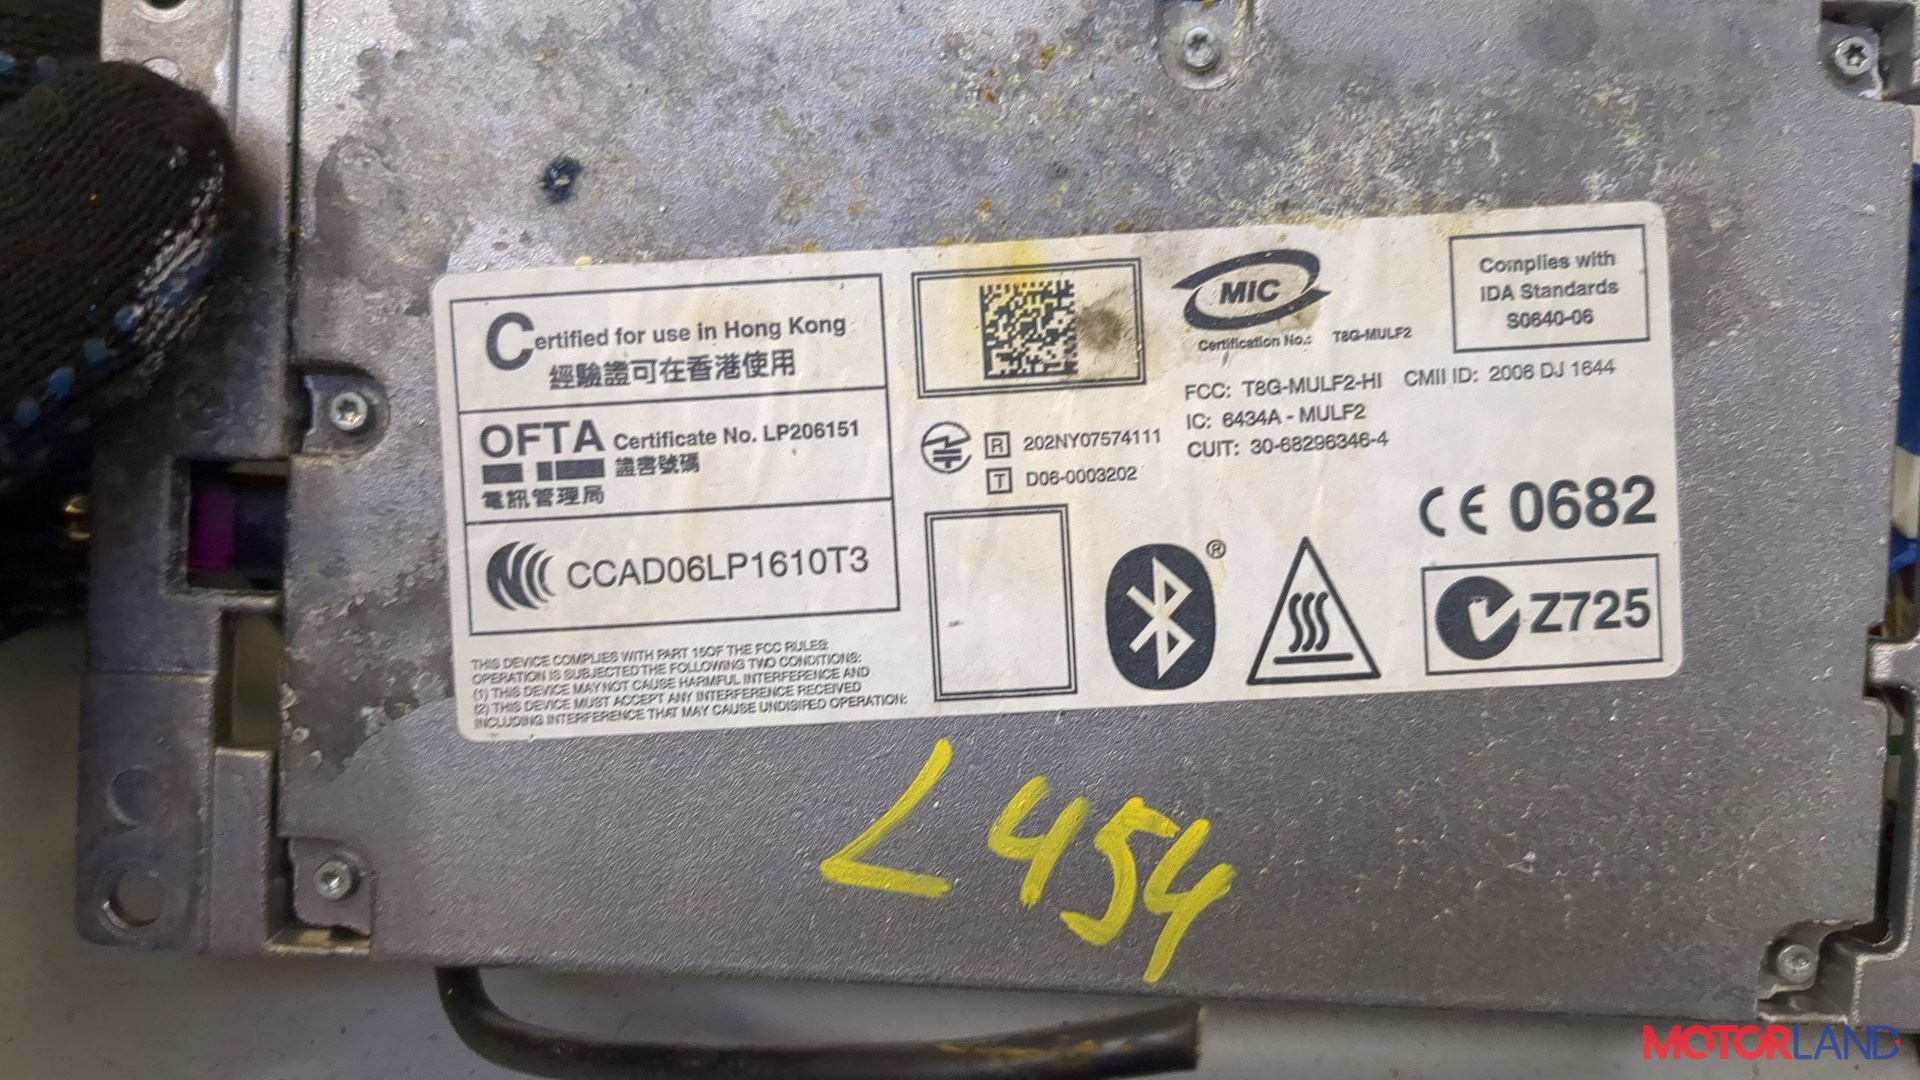 Certified for use in Hong Kong
經驗證可在香港使用
OFTA Certificate No. LP206151
證書號碼
電訊管理局
CCAD06LP1610T3
THIS DEVICE COMPLIES WITH PART 15OF THE FCC RULES:
OPERATION IS SUBJECTED THE FOLLOWING TWO CONDITIONS:
(1) THIS DEVICE MAY NOT CAUSE HARMFUL INTERFERENCE AND
(2) THIS DEVICE MUST ACCEPT ANY INTERFERENCE RECEIVED
INCLUDING INTERFERENCE THAT MAY CAUSE UNDISIRED OPERATION:
MIC
Certification No.: T8G-MULF2
Complies with
IDA Standards
S0640-06
FCC: T8G-MULF2-HI CMII ID: 2006 DJ 1644
IC: 6434A - MULF2
CUIT: 30-68296346-4
R 202NY07574111
T D06-0003202
CE 0682
®
Z725
L454
MOTORLAND